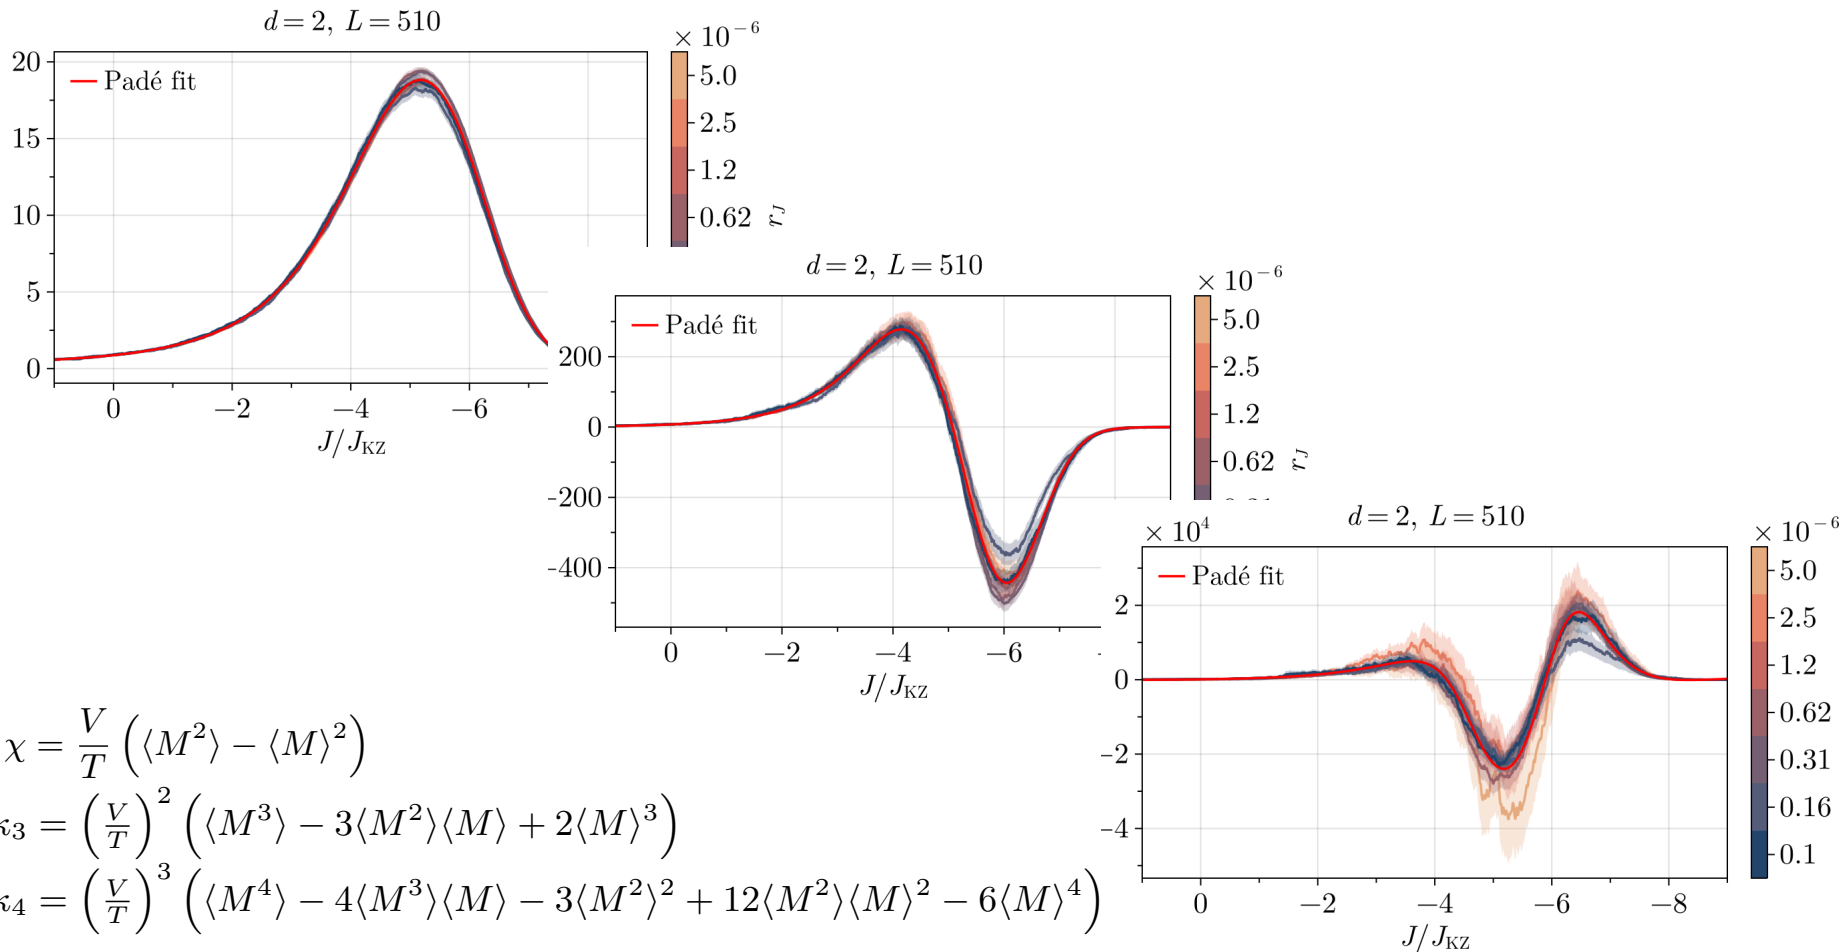 d = 2, L = 510
× 10⁻⁶
20
15
10
5
0
Padé fit
5.0
2.5
1.2
0.62
r_J
0 −2 −4 −6
J/J_KZ
d = 2, L = 510
× 10⁻⁶
Padé fit
200
0
-200
-400
5.0
2.5
1.2
0.62
r_J
0 −2 −4 −6
J/J_KZ
× 10⁴
d = 2, L = 510
× 10⁻⁶
Padé fit
2
0
−2
−4
5.0
2.5
1.2
0.62
0.31
0.16
0.1
0 −2 −4 −6 −8
J/J_KZ
χ = V/T (⟨M²⟩ − ⟨M⟩²)
κ₃ = (V/T)² (⟨M³⟩ − 3⟨M²⟩⟨M⟩ + 2⟨M⟩³)
κ₄ = (V/T)³ (⟨M⁴⟩ − 4⟨M³⟩⟨M⟩ − 3⟨M²⟩² + 12⟨M²⟩⟨M⟩² − 6⟨M⟩⁴)